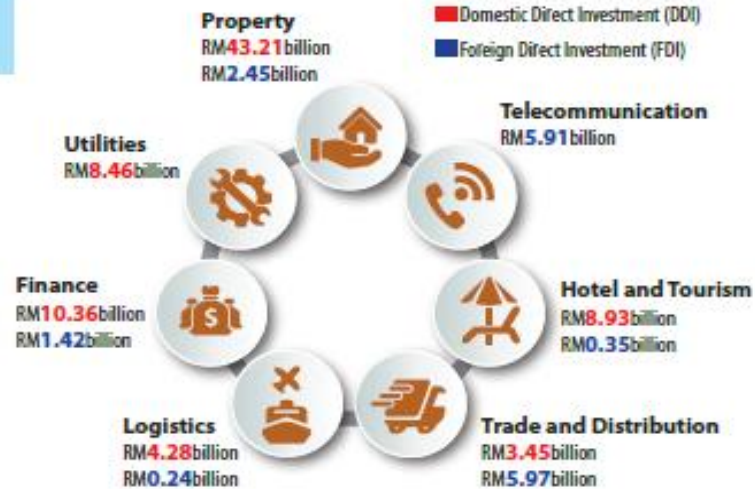 Property
RM43.21billion
RM2.45billion
Domestic Direct Investment (DDI)
Foreign Direct Investment (FDI)
Telecommunication
RM5.91billion
Utilities
RM8.46billion
Finance
RM10.36billion
RM1.42billion
Hotel and Tourism
RM8.93billion
RM0.35billion
Logistics
RM4.28billion
RM0.24billion
Trade and Distribution
RM3.45billion
RM5.97billion
$